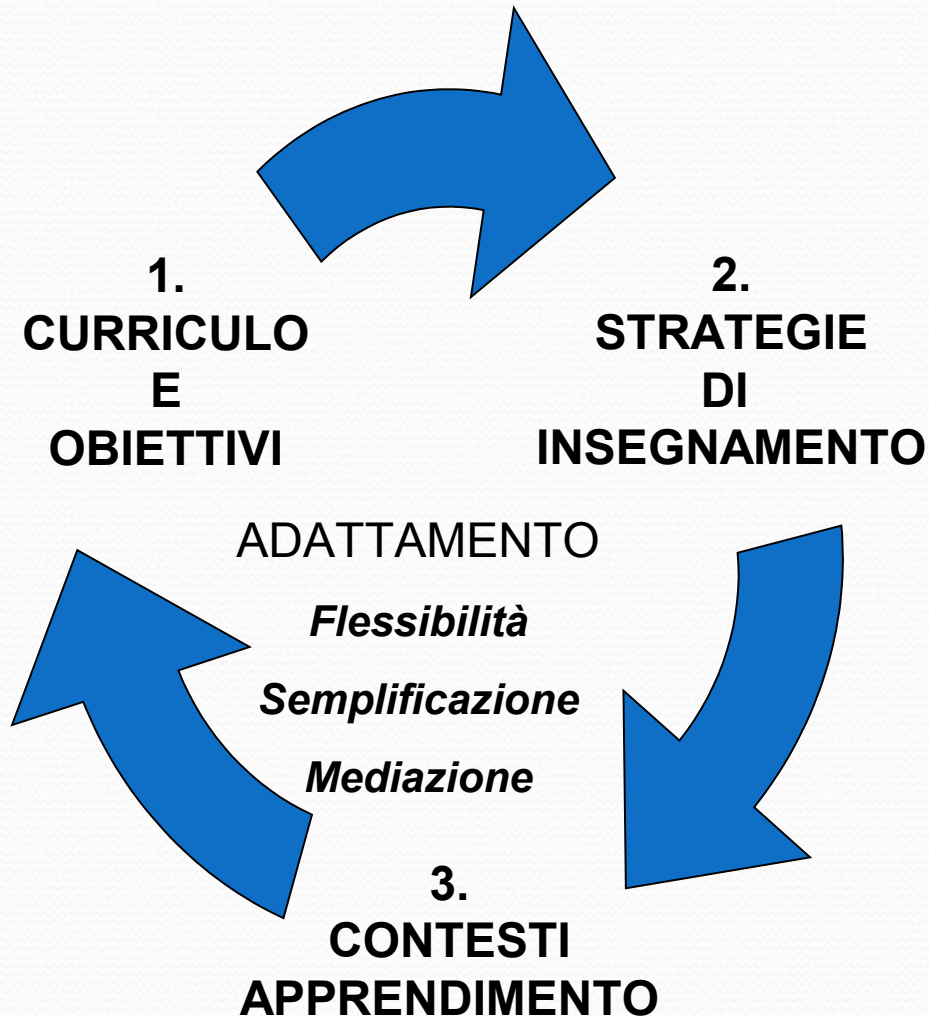 1.
CURRICULO
E
OBIETTIVI
2.
STRATEGIE
DI
INSEGNAMENTO
ADATTAMENTO
Flessibilità
Semplificazione
Mediazione
3.
CONTESTI
APPRENDIMENTO